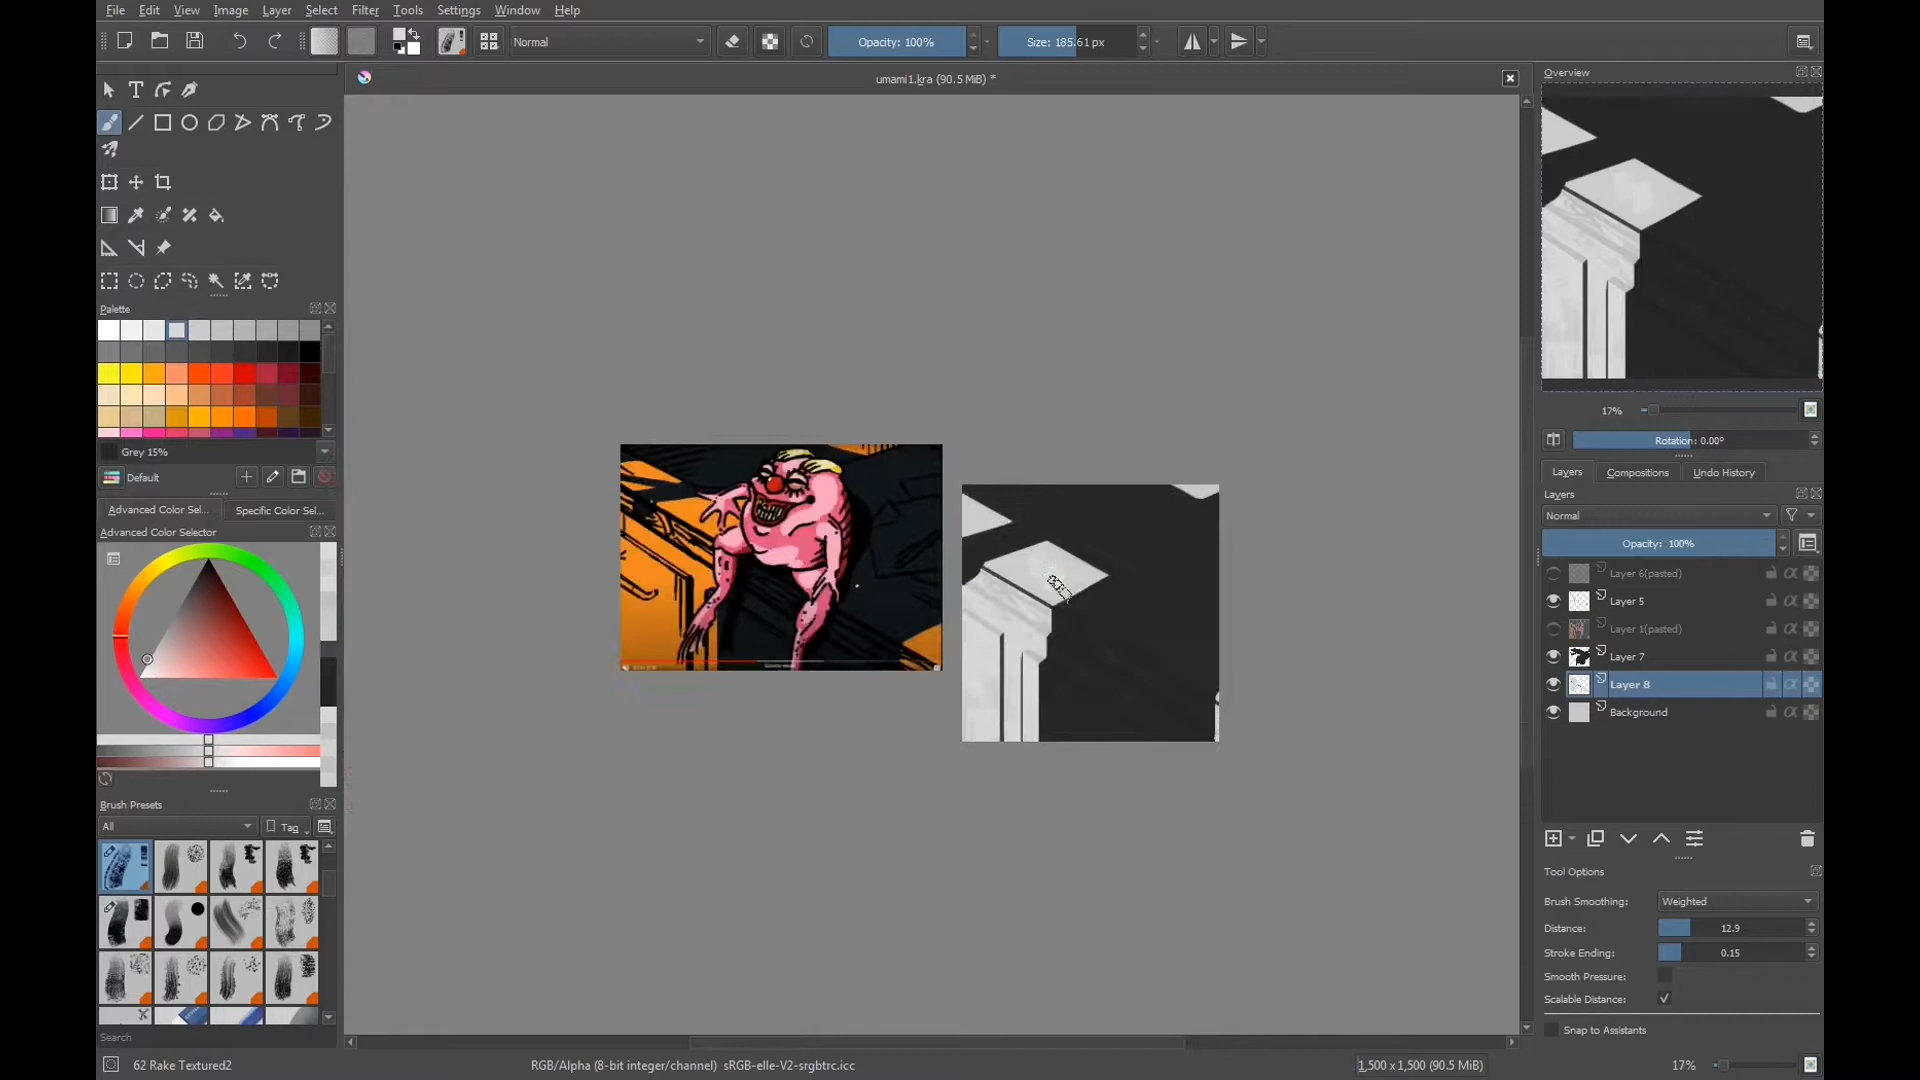 File Edit View Image Layer Select Filter Tools Settings Window Help
Normal
Opacity: 100%
Size: 185.61 px
umami1.kra (90.5 MiB) *
Overview
17%
Rotation: 0.00°
Layers Compositions Undo History
Layers
Normal
Opacity: 100%
Layer 6(pasted)
Layer 5
Layer 1(pasted)
Layer 7
Layer 8
Background
Tool Options
Brush Smoothing: Weighted
Distance: 12.9
Stroke Ending: 0.15
Smooth Pressure:
Scalable Distance:
Snap to Assistants
Palette
Grey 15%
Default
Advanced Color Sel... Specific Color Sel...
Advanced Color Selector
Brush Presets
All
Tag
Search
62 Rake Textured2
RGB/Alpha (8-bit integer/channel) sRGB-elle-V2-srgbtrc.icc
1,500 x 1,500 (90.5 MiB)
17%